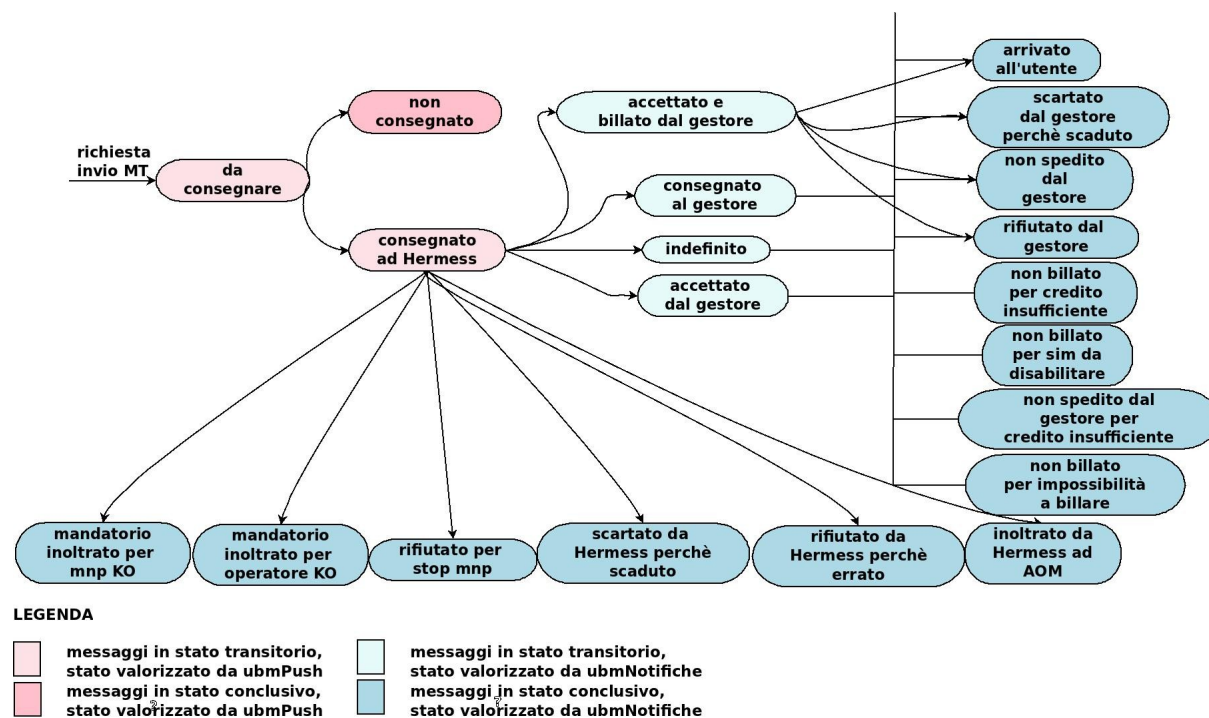 arrivato
all'utente
non
consegnato
accettato e
billato dal gestore
scartato
dal gestore
perchè scaduto
richiesta
invio MT
da
consegnare
consegnato
al gestore
non spedito
dal
gestore
consegnato
ad Hermess
indefinito
rifiutato dal
gestore
accettato
dal gestore
non billato
per credito
insufficiente
non billato
per sim da
disabilitare
non spedito dal
gestore per
credito insufficiente
non billato
per impossibilità
a billare
mandatorio
inoltrato per
mnp KO
mandatorio
inoltrato per
operatore KO
rifiutato per
stop mnp
scartato da
Hermess perchè
scaduto
rifiutato da
Hermess perchè
errato
inoltrato da
Hermess ad
AOM
LEGENDA
messaggi in stato transitorio,
stato valorizzato da ubmPush
messaggi in stato conclusivo,
stato valorizzato da ubmPush
messaggi in stato transitorio,
stato valorizzato da ubmNotifiche
messaggi in stato conclusivo,
stato valorizzato da ubmNotifiche